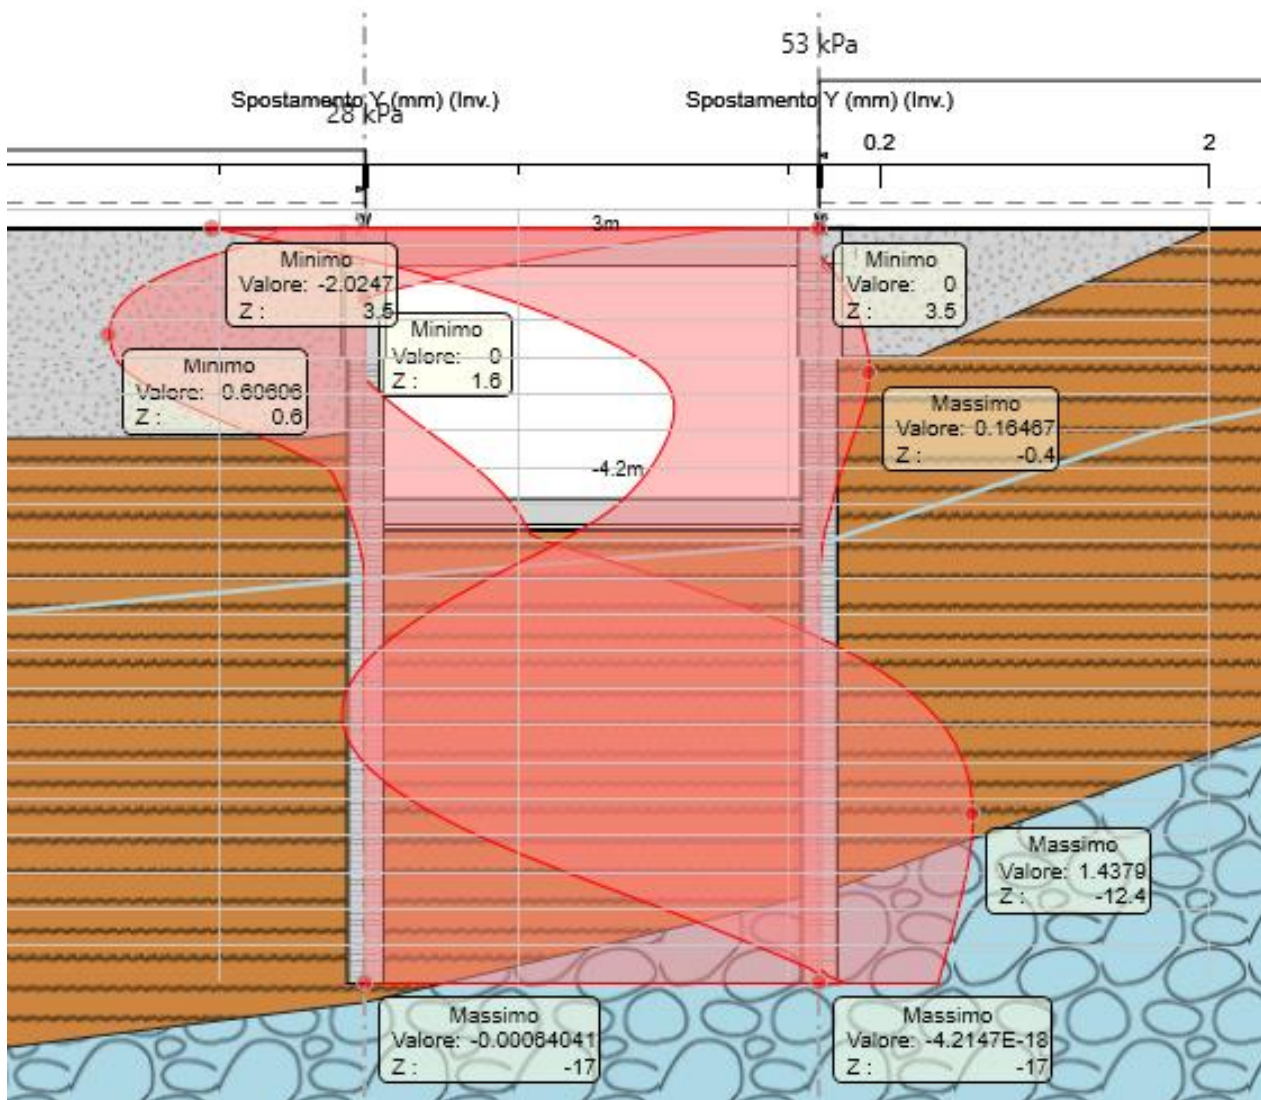 53 kPa
Spostamento Y (mm) (Inv.)
28 kPa
Spostamento Y (mm) (Inv.)
0.2
2
3m
Minimo
Valore: -2.0247
Z : 3.5
Minimo
Valore: 0
Z : 3.5
Minimo
Valore: 0
Z : 1.6
Minimo
Valore: 0.60606
Z : 0.6
Massimo
Valore: 0.16467
Z : -0.4
-4.2m
Massimo
Valore: 1.4379
Z : -12.4
Massimo
Valore: -0.00064041
Z : -17
Massimo
Valore: -4.2147E-18
Z : -17